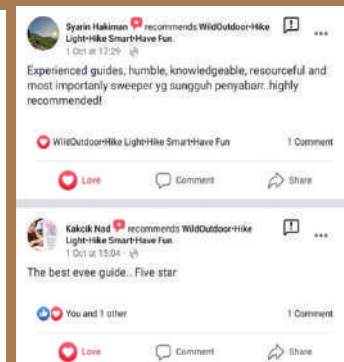 Syarin Hakiman recommends WildOutdoor•Hike
Light•Hike Smart•Have Fun.
1 Oct at 17:29
Experienced guides, humble, knowledgeable, resourceful and
most importanly sweeper yg sungguh penyabarr..highly
recommended!
WildOutdoor•Hike Light•Hike Smart•Have Fun 1 Comment
Love Comment Share
Kakcik Nad recommends WildOutdoor•Hike
Light•Hike Smart•Have Fun.
1 Oct at 15:04
The best evee guide.. Five star
You and 1 other 1 Comment
Love Comment Share